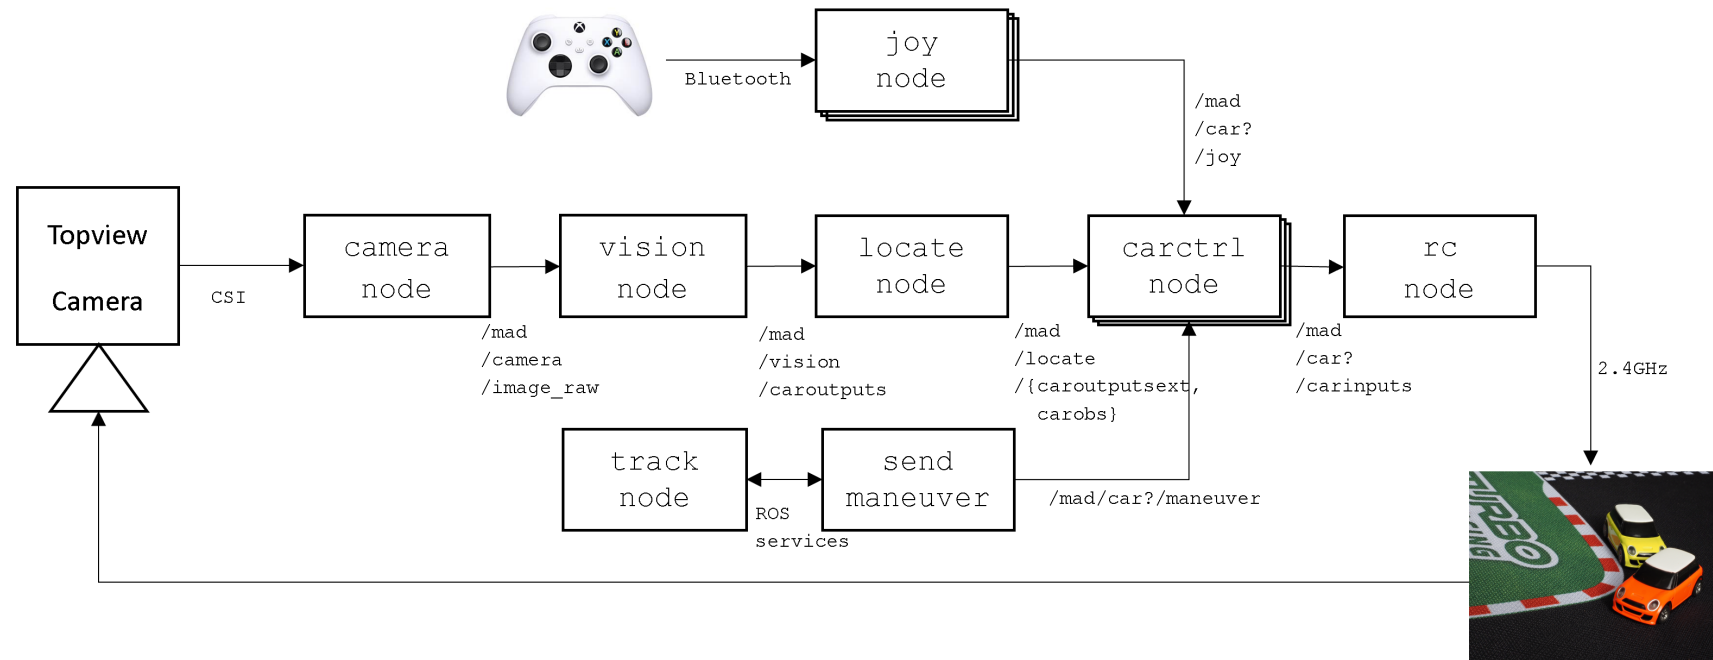 joy
node
Bluetooth
/mad
/car?
/joy
Topview
Camera
CSI
camera
node
/mad
/camera
/image_raw
vision
node
/mad
/vision
/caroutputs
locate
node
/mad
/locate
/{caroutputsext,
carobs}
carctrl
node
/mad
/car?
/carinputs
rc
node
2.4GHz
track
node
ROS
services
send
maneuver
/mad/car?/maneuver
X
Y
X
B
A